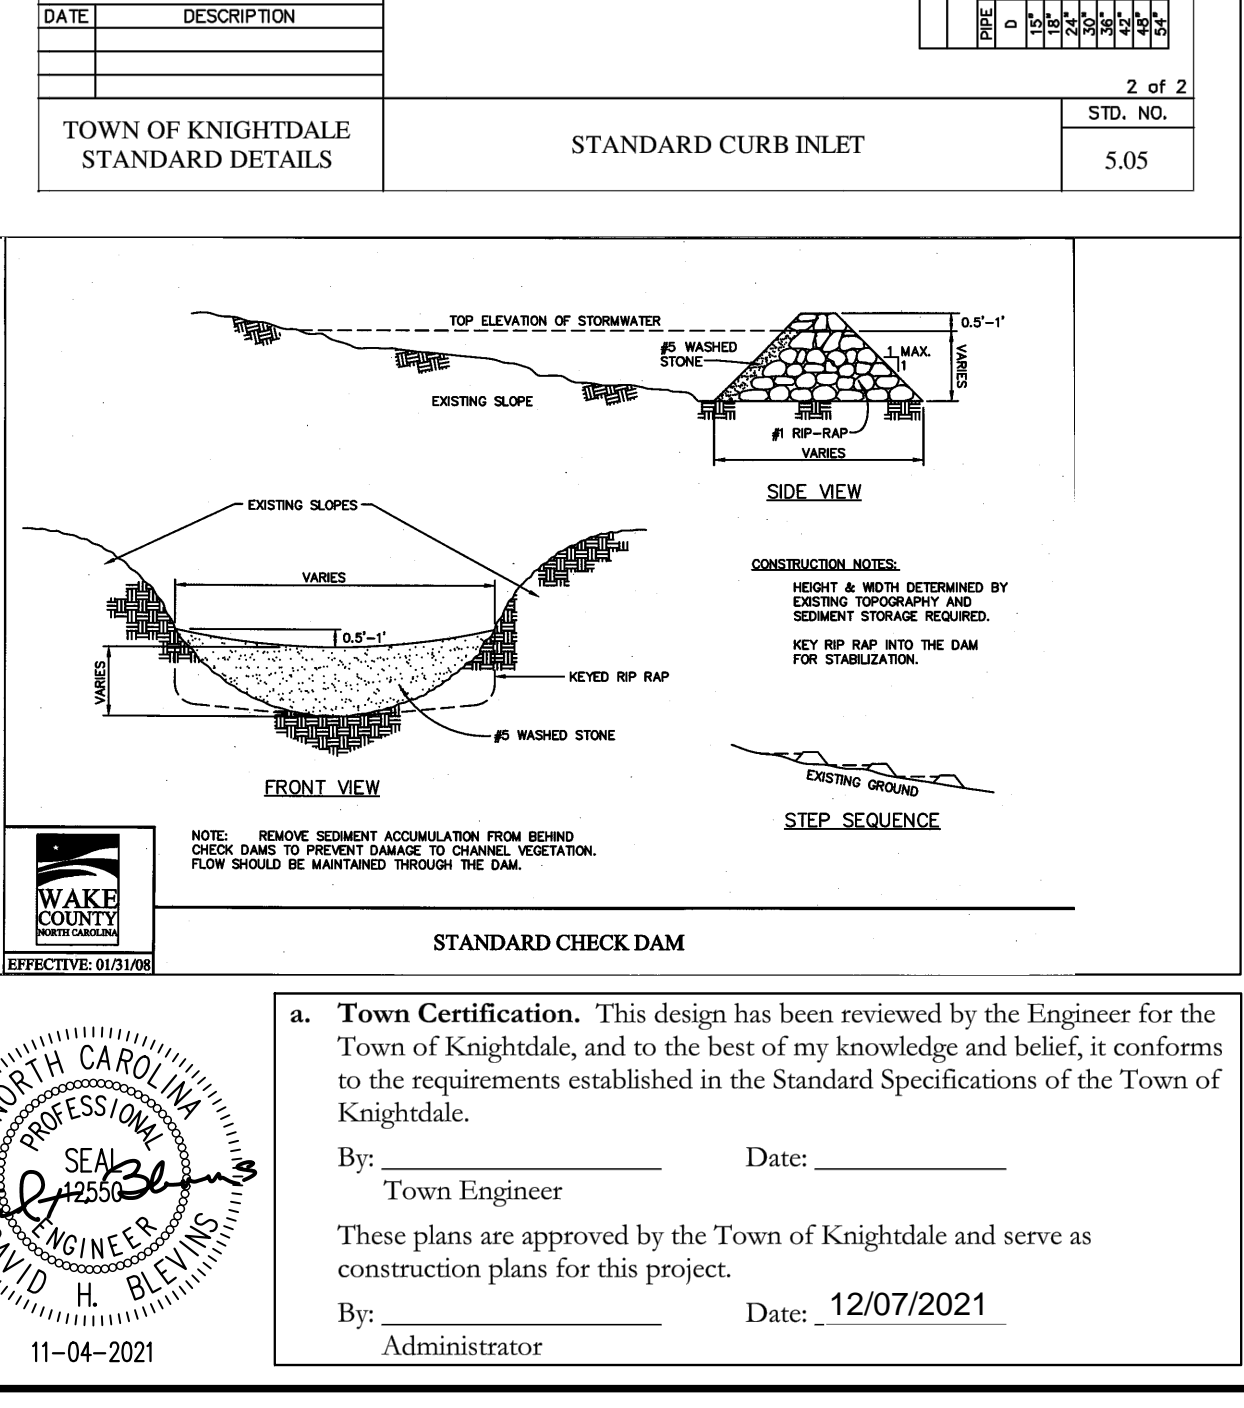 DATE DESCRIPTION
PIPE
D
15"
18"
24"
30"
36"
42"
48"
54"
2 of 2
TOWN OF KNIGHTDALE
STANDARD DETAILS
STANDARD CURB INLET
STD. NO.
5.05
TOP ELEVATION OF STORMWATER
0.5'-1'
#5 WASHED
STONE
1 MAX.
1
VARIES
EXISTING SLOPE
#1 RIP-RAP
VARIES
SIDE VIEW
EXISTING SLOPES
VARIES
0.5'-1'
VARIES
KEYED RIP RAP
#5 WASHED STONE
FRONT VIEW
CONSTRUCTION NOTES:
HEIGHT & WIDTH DETERMINED BY
EXISTING TOPOGRAPHY AND
SEDIMENT STORAGE REQUIRED.
KEY RIP RAP INTO THE DAM
FOR STABILIZATION.
EXISTING GROUND
STEP SEQUENCE
NOTE: REMOVE SEDIMENT ACCUMULATION FROM BEHIND
CHECK DAMS TO PREVENT DAMAGE TO CHANNEL VEGETATION.
FLOW SHOULD BE MAINTAINED THROUGH THE DAM.
WAKE
COUNTY
NORTH CAROLINA
EFFECTIVE: 01/31/08
STANDARD CHECK DAM
NORTH CAROLINA
PROFESSIONAL
SEAL
12550
ENGINEER
DAVID H. BLEVINS
11-04-2021
a. Town Certification. This design has been reviewed by the Engineer for the
Town of Knightdale, and to the best of my knowledge and belief, it conforms
to the requirements established in the Standard Specifications of the Town of
Knightdale.
By: ____________________ Date: ______________
Town Engineer
These plans are approved by the Town of Knightdale and serve as
construction plans for this project.
By: ____________________ Date: 12/07/2021
Administrator